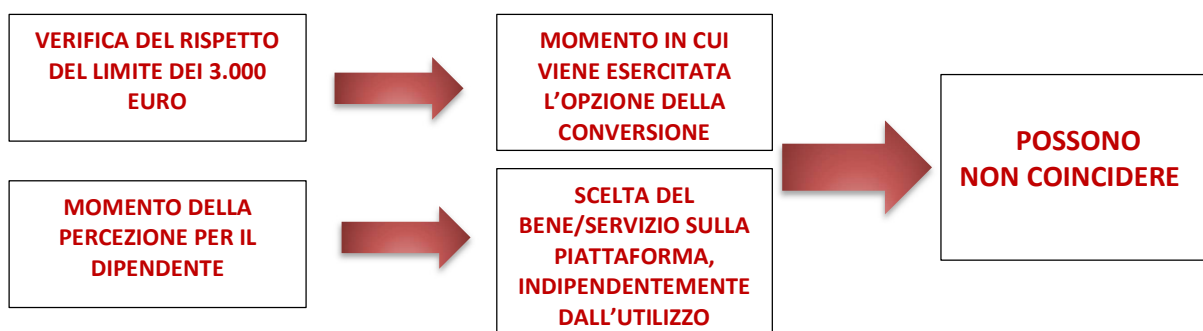 VERIFICA DEL RISPETTO
DEL LIMITE DEI 3.000
EURO
MOMENTO IN CUI
VIENE ESERCITATA
L'OPZIONE DELLA
CONVERSIONE
MOMENTO DELLA
PERCEZIONE PER IL
DIPENDENTE
SCELTA DEL
BENE/SERVIZIO SULLA
PIATTAFORMA,
INDIPENDENTEMENTE
DALL'UTILIZZO
POSSONO
NON COINCIDERE